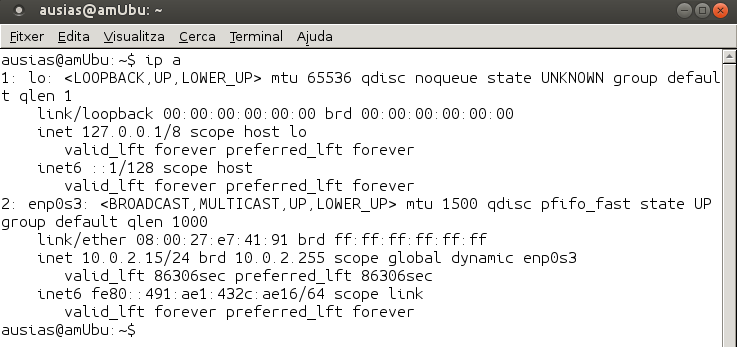 ausias@amUbu: ~
Fitxer Edita Visualitza Cerca Terminal Ajuda
ausias@amUbu:~$ ip a
1: lo: <LOOPBACK,UP,LOWER_UP> mtu 65536 qdisc noqueue state UNKNOWN group defaul
t qlen 1
    link/loopback 00:00:00:00:00:00 brd 00:00:00:00:00:00
    inet 127.0.0.1/8 scope host lo
       valid_lft forever preferred_lft forever
    inet6 ::1/128 scope host
       valid_lft forever preferred_lft forever
2: enp0s3: <BROADCAST,MULTICAST,UP,LOWER_UP> mtu 1500 qdisc pfifo_fast state UP
group default qlen 1000
    link/ether 08:00:27:e7:41:91 brd ff:ff:ff:ff:ff:ff
    inet 10.0.2.15/24 brd 10.0.2.255 scope global dynamic enp0s3
       valid_lft 86306sec preferred_lft 86306sec
    inet6 fe80::491:ae1:432c:ae16/64 scope link
       valid_lft forever preferred_lft forever
ausias@amUbu:~$